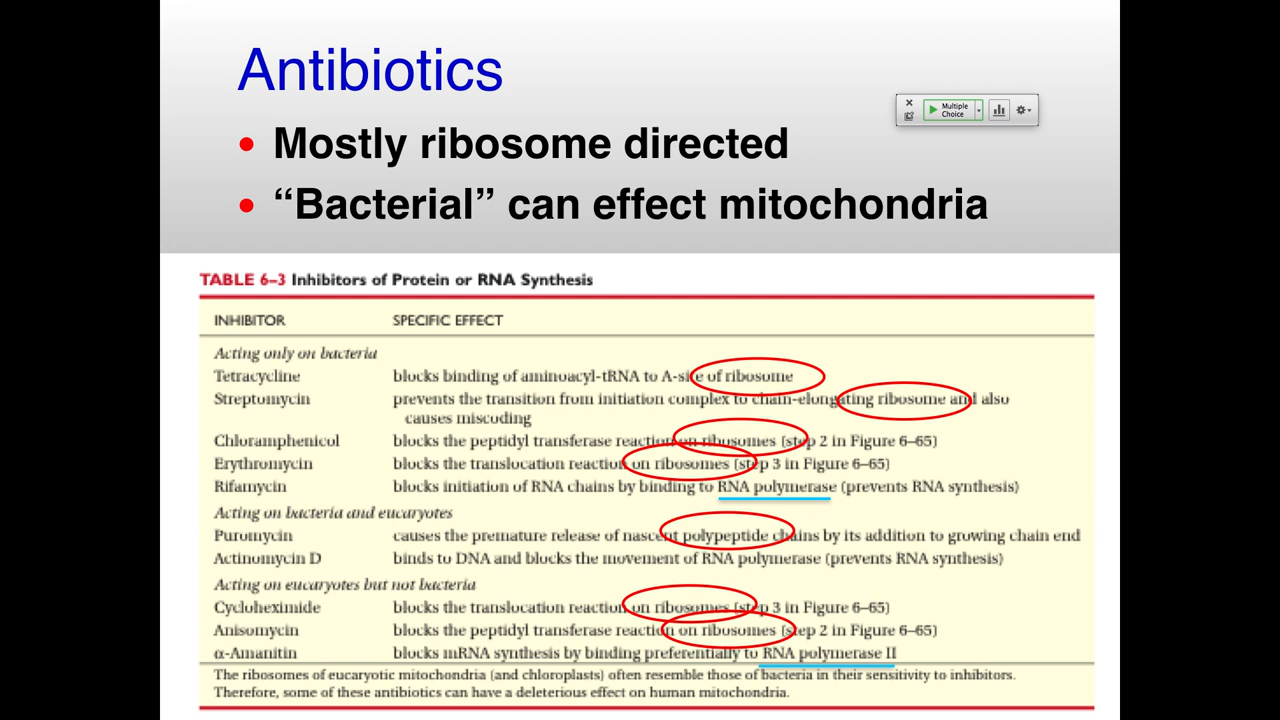 Antibiotics
Multiple
Choice
• Mostly ribosome directed
• “Bacterial” can effect mitochondria
TABLE 6–3 Inhibitors of Protein or RNA Synthesis
INHIBITOR SPECIFIC EFFECT
Acting only on bacteria
Tetracycline blocks binding of aminoacyl-tRNA to A-site of ribosome
Streptomycin prevents the transition from initiation complex to chain-elongating ribosome and also
causes miscoding
Chloramphenicol blocks the peptidyl transferase reaction on ribosomes (step 2 in Figure 6–65)
Erythromycin blocks the translocation reaction on ribosomes (step 3 in Figure 6–65)
Rifamycin blocks initiation of RNA chains by binding to RNA polymerase (prevents RNA synthesis)
Acting on bacteria and eucaryotes
Puromycin causes the premature release of nascent polypeptide chains by its addition to growing chain end
Actinomycin D binds to DNA and blocks the movement of RNA polymerase (prevents RNA synthesis)
Acting on eucaryotes but not bacteria
Cycloheximide blocks the translocation reaction on ribosomes (step 3 in Figure 6–65)
Anisomycin blocks the peptidyl transferase reaction on ribosomes (step 2 in Figure 6–65)
α-Amanitin blocks mRNA synthesis by binding preferentially to RNA polymerase II
The ribosomes of eucaryotic mitochondria (and chloroplasts) often resemble those of bacteria in their sensitivity to inhibitors.
Therefore, some of these antibiotics can have a deleterious effect on human mitochondria.